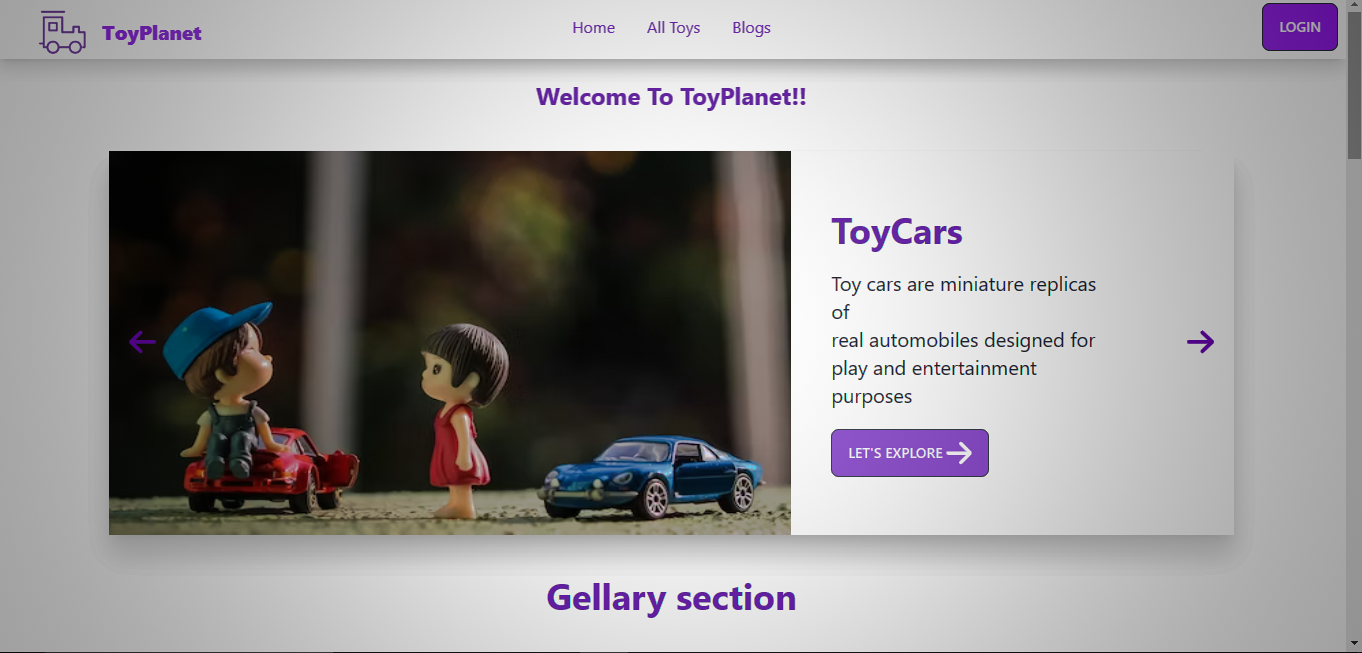 ToyPlanet
Home
All Toys
Blogs
LOGIN
Welcome To ToyPlanet!!
ToyCars
Toy cars are miniature replicas
of
real automobiles designed for
play and entertainment
purposes
LET'S EXPLORE
Gellary section